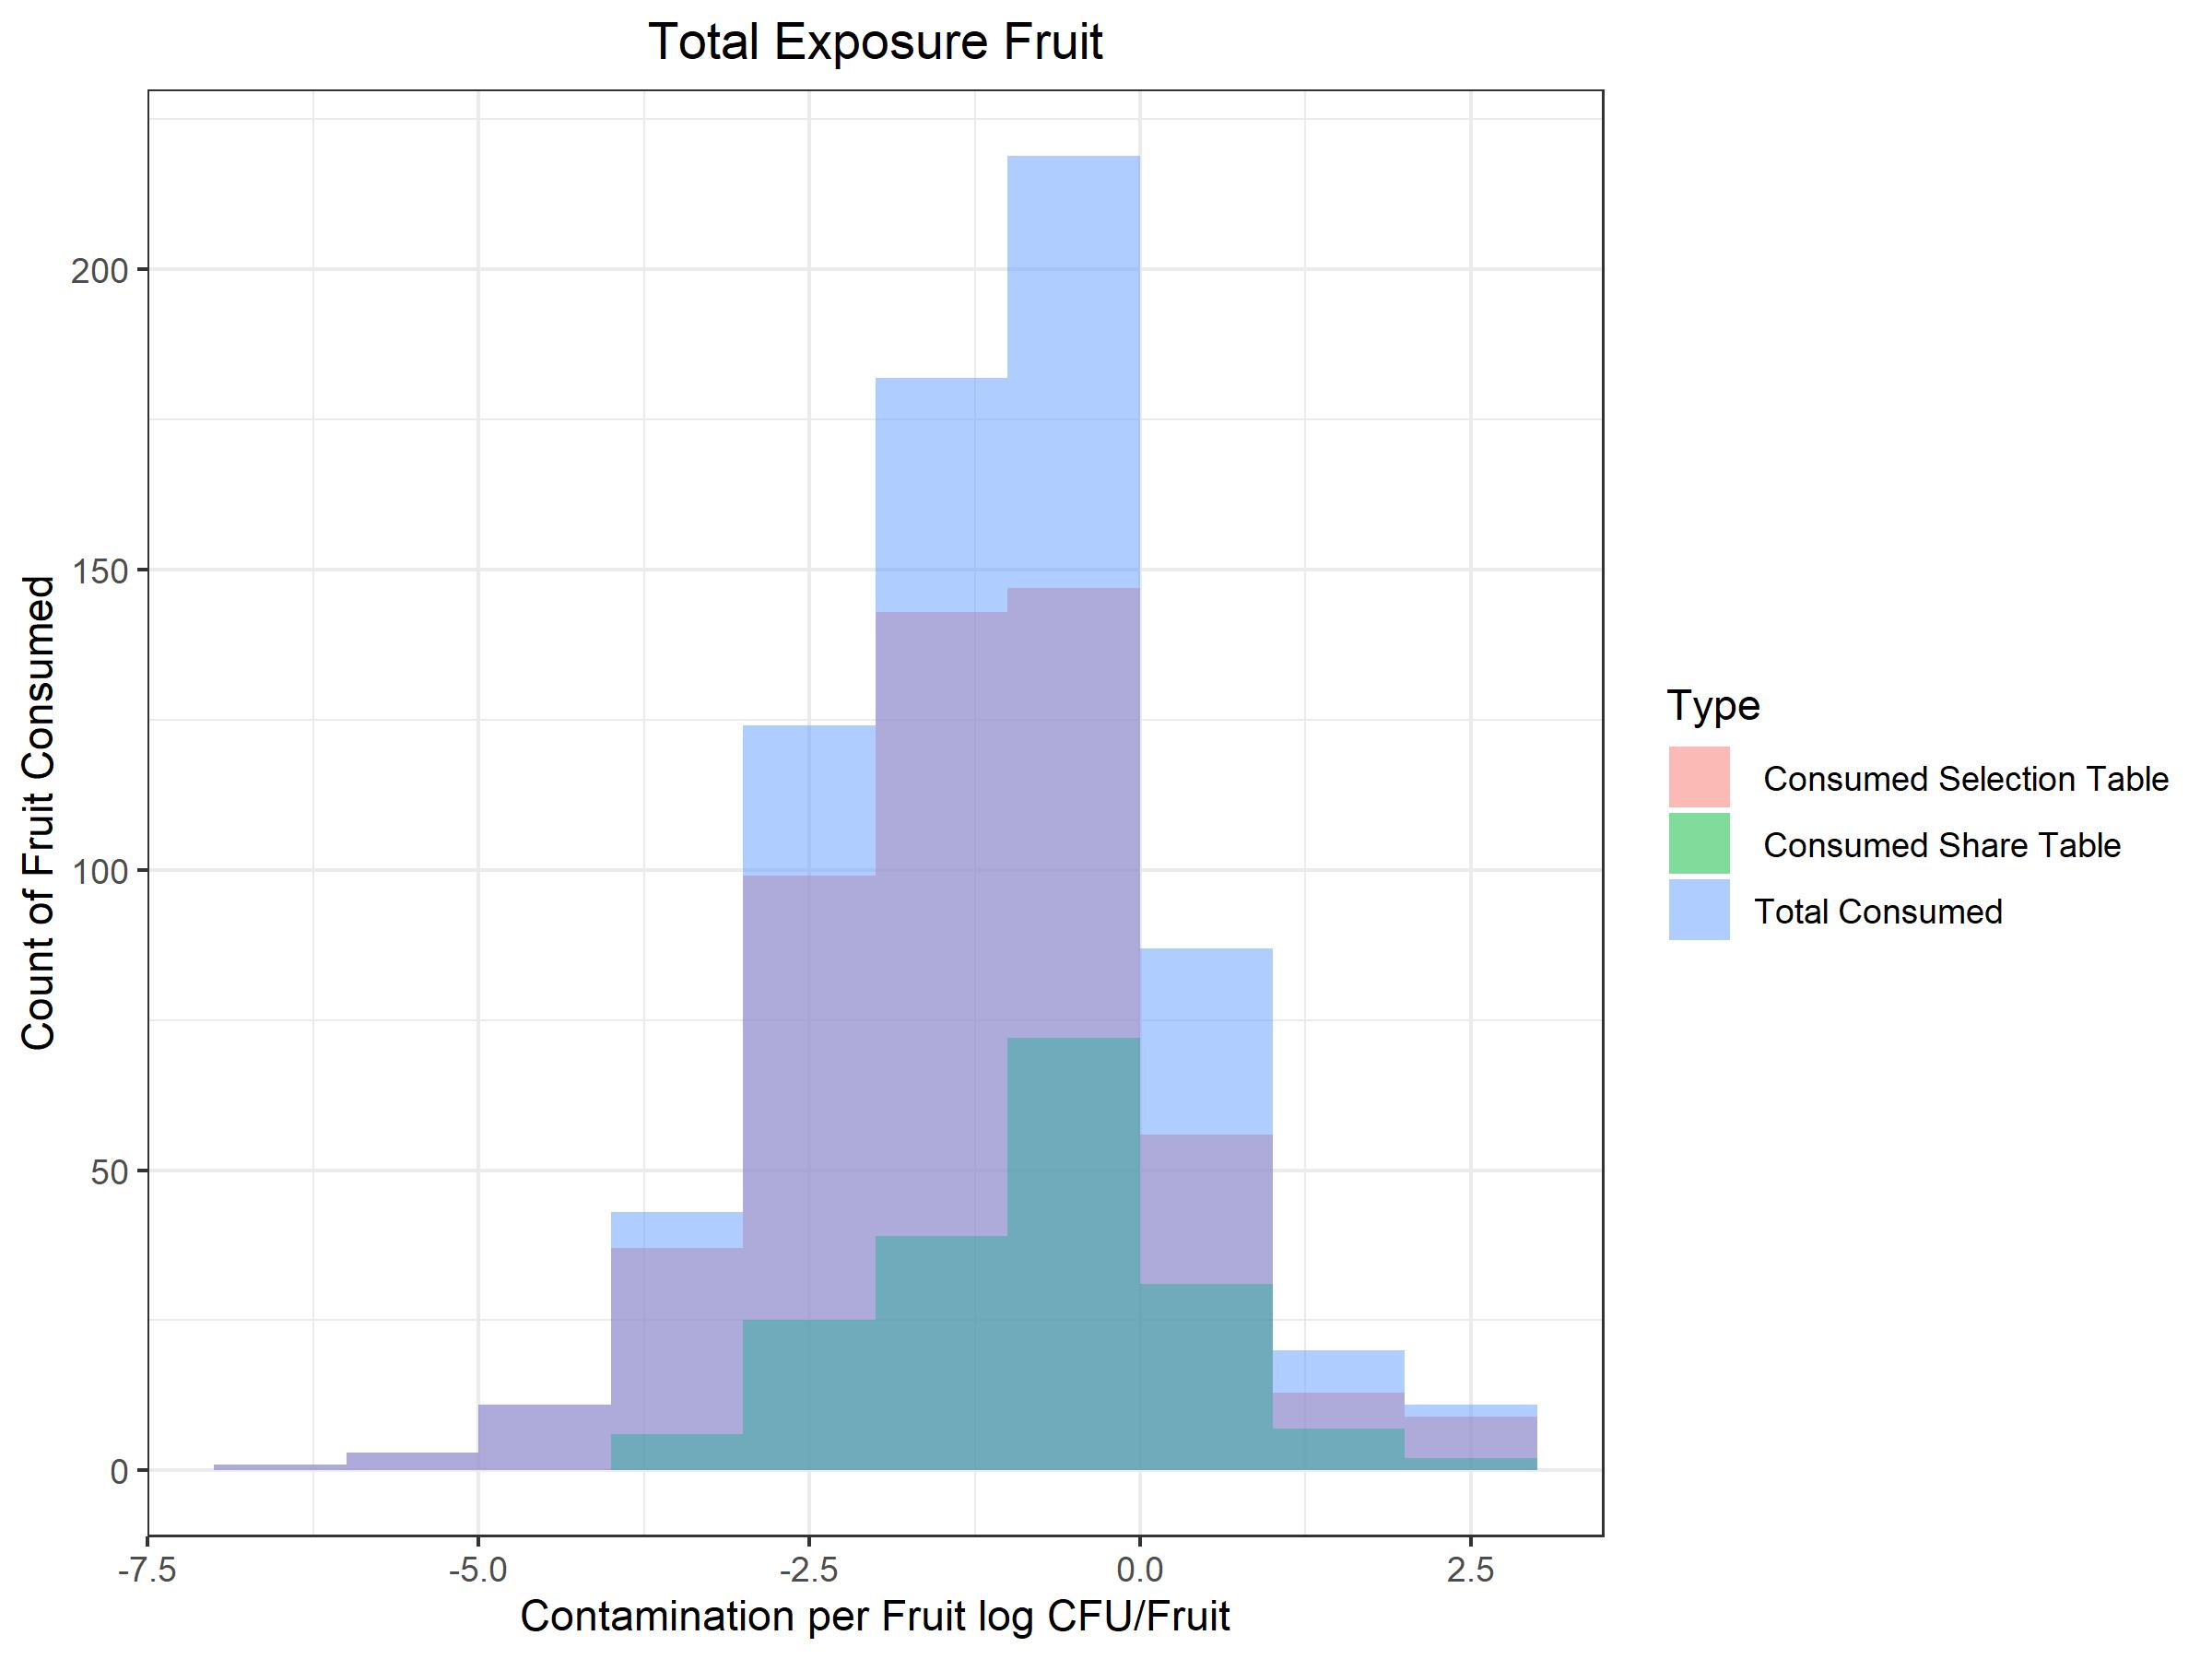 Total Exposure Fruit
Count of Fruit Consumed
200
150
100
50
0
-7.5 -5.0 -2.5 0.0 2.5
Contamination per Fruit log CFU/Fruit
Type
Consumed Selection Table
Consumed Share Table
Total Consumed